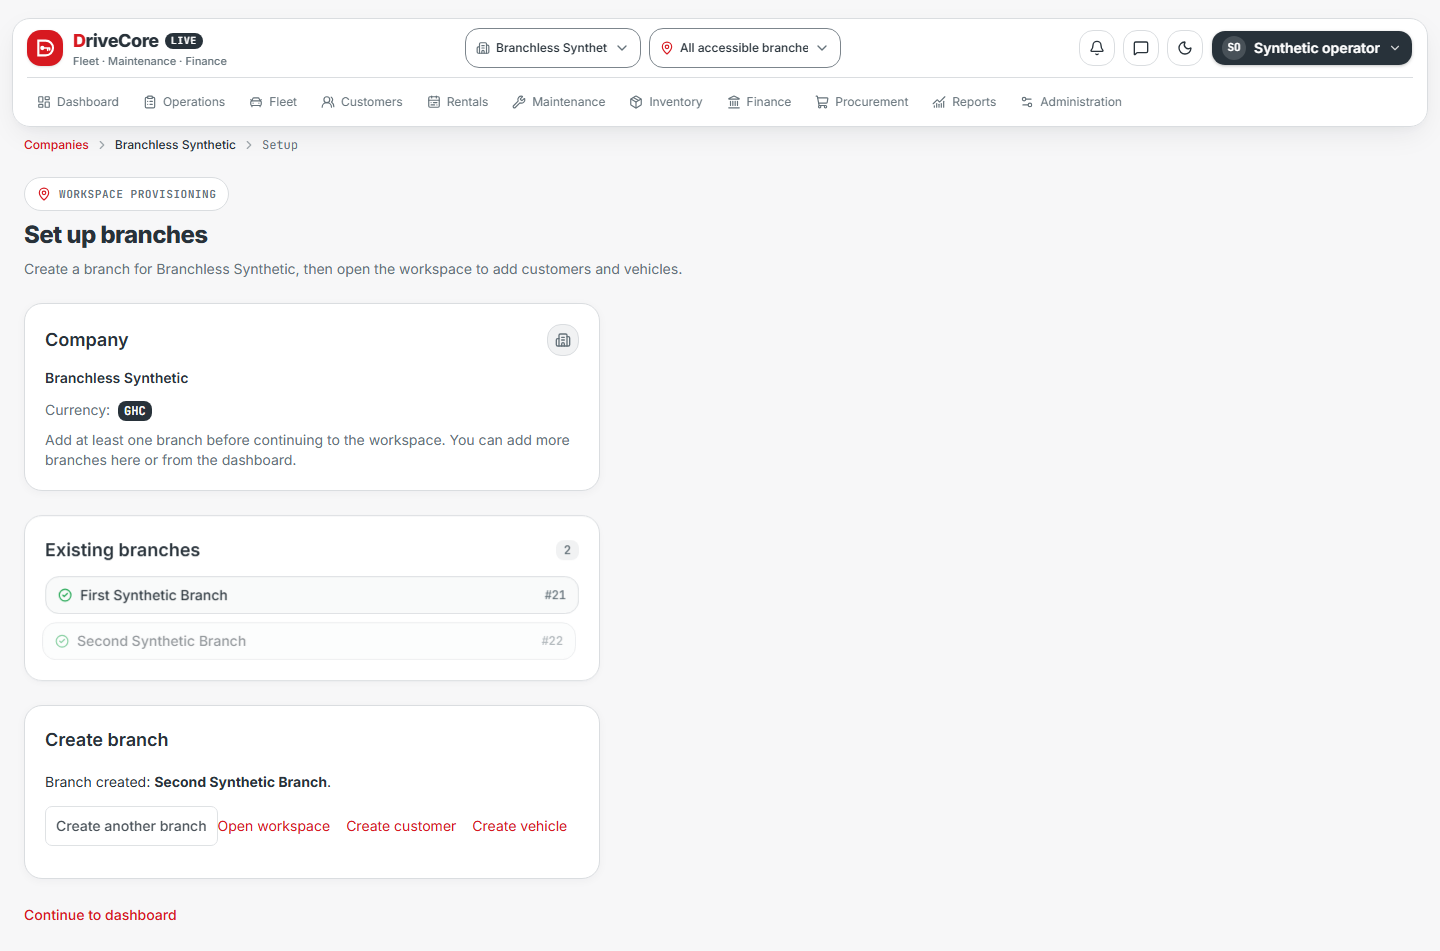 DriveCore LIVE
Fleet · Maintenance · Finance
Branchless Synthet
All accessible branche
SO Synthetic operator
Dashboard
Operations
Fleet
Customers
Rentals
Maintenance
Inventory
Finance
Procurement
Reports
Administration
Companies > Branchless Synthetic > Setup
WORKSPACE PROVISIONING
Set up branches
Create a branch for Branchless Synthetic, then open the workspace to add customers and vehicles.
Company
Branchless Synthetic
Currency: GHC
Add at least one branch before continuing to the workspace. You can add more
branches here or from the dashboard.
Existing branches 2
First Synthetic Branch #21
Second Synthetic Branch #22
Create branch
Branch created: Second Synthetic Branch.
Create another branch Open workspace Create customer Create vehicle
Continue to dashboard